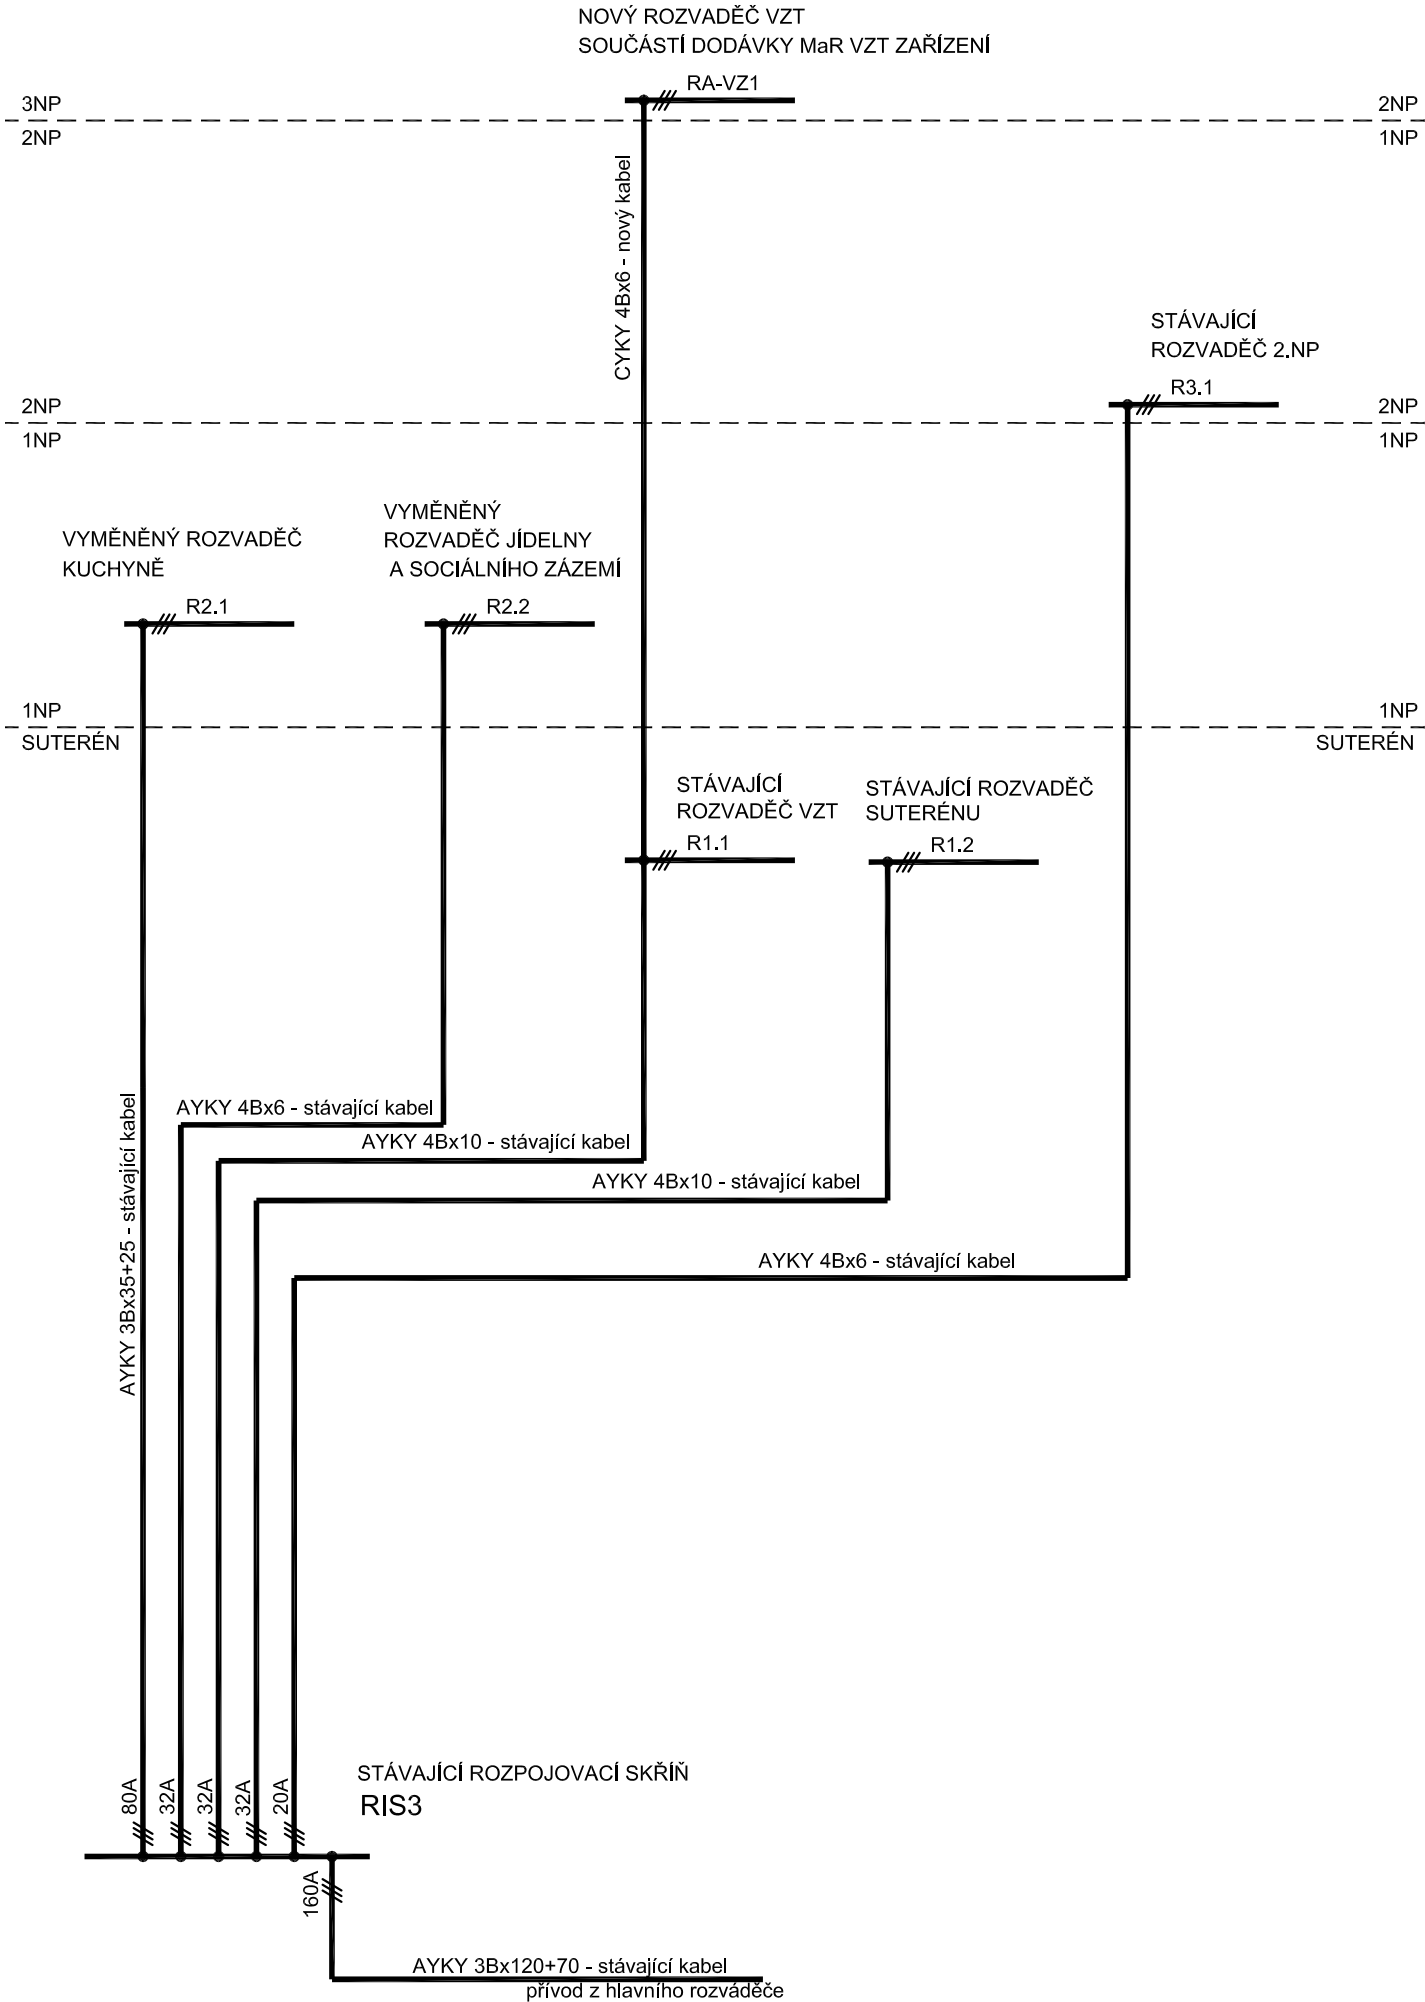 NOVÝ ROZVADĚČ VZT
SOUČÁSTÍ DODÁVKY MaR VZT ZAŘÍZENÍ
RA-VZ1
3NP
2NP
2NP
1NP
CYKY 4Bx6 - nový kabel
STÁVAJÍCÍ
ROZVADĚČ 2.NP
R3.1
2NP
2NP
1NP
1NP
VYMĚNĚNÝ ROZVADĚČ
KUCHYNĚ
R2.1
VYMĚNĚNÝ
ROZVADĚČ JÍDELNY
A SOCIÁLNÍHO ZÁZEMÍ
R2.2
1NP
1NP
SUTERÉN
SUTERÉN
STÁVAJÍCÍ
ROZVADĚČ VZT
R1.1
STÁVAJÍCÍ ROZVADĚČ
SUTERÉNU
R1.2
AYKY 3Bx35+25 - stávající kabel
AYKY 4Bx6 - stávající kabel
AYKY 4Bx10 - stávající kabel
AYKY 4Bx10 - stávající kabel
AYKY 4Bx6 - stávající kabel
80A
32A
32A
32A
20A
STÁVAJÍCÍ ROZPOJOVACÍ SKŘÍŇ
RIS3
160A
AYKY 3Bx120+70 - stávající kabel
přívod z hlavního rozváděče